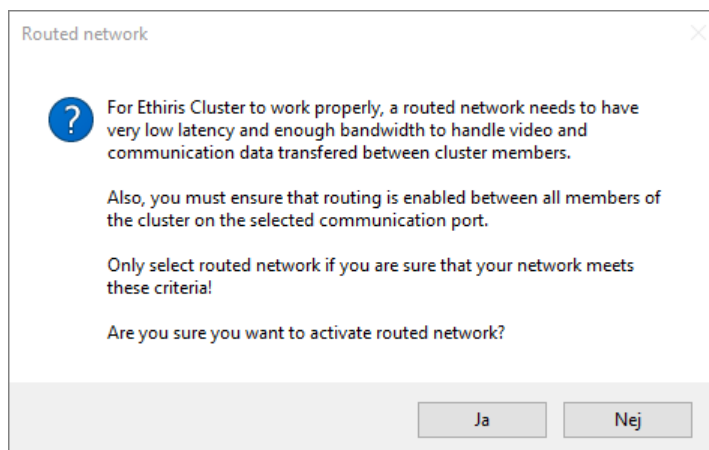 Routed network
For Ethiris Cluster to work properly, a routed network needs to have
very low latency and enough bandwidth to handle video and
communication data transfered between cluster members.
Also, you must ensure that routing is enabled between all members of
the cluster on the selected communication port.
Only select routed network if you are sure that your network meets
these criteria!
Are you sure you want to activate routed network?
Ja
Nej